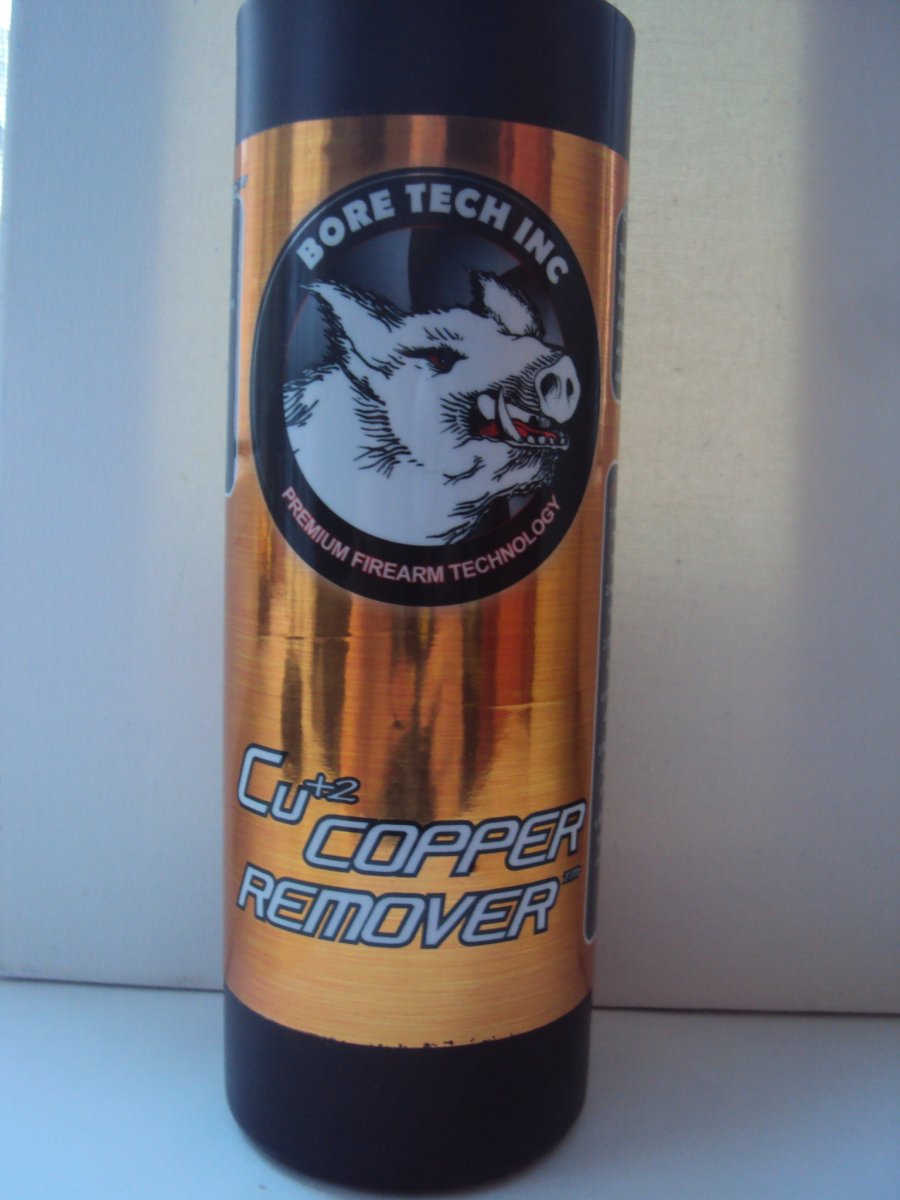 BORE TECH INC
PREMIUM FIREARM TECHNOLOGY
Cu+2
COPPER
REMOVER™